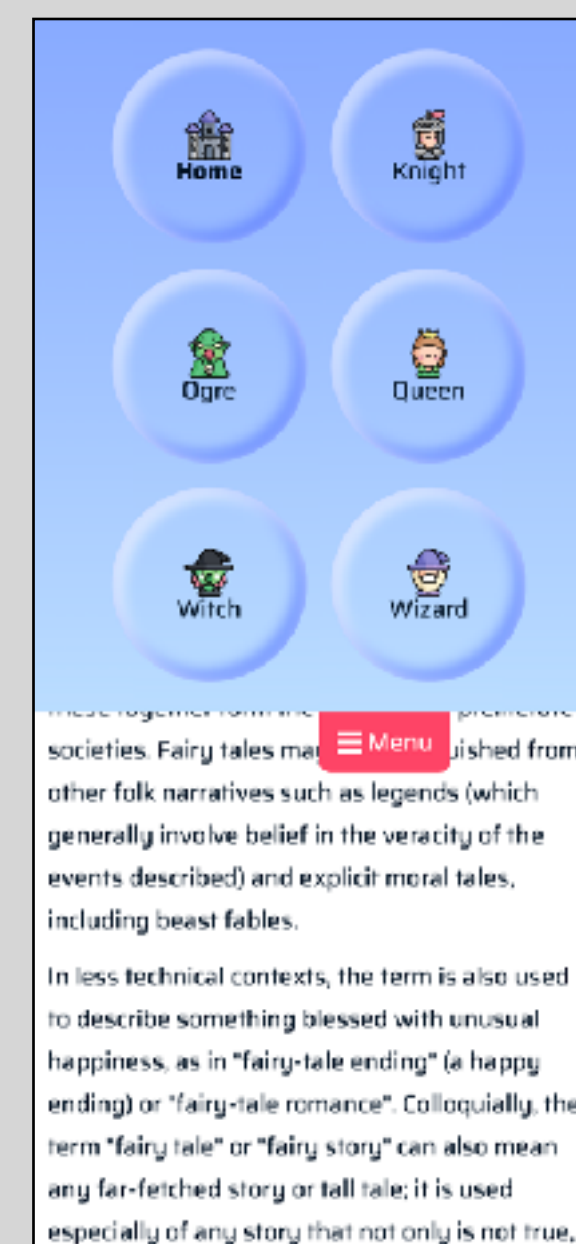 Home
Knight
Ogre
Queen
Witch
Wizard
Menu
societies. Fairy tales
other folk narratives such as legends (which
generally involve belief in the veracity of the
events described) and explicit moral tales,
including beast fables.
In less technical contexts, the term is also used
to describe something blessed with unusual
happiness, as in "fairy-tale ending" (a happy
ending) or "fairy-tale romance". Colloquially, the
term "fairy tale" or "fairy story" can also mean
any far-fetched story or tall tale; it is used
especially of any story that not only is not true,